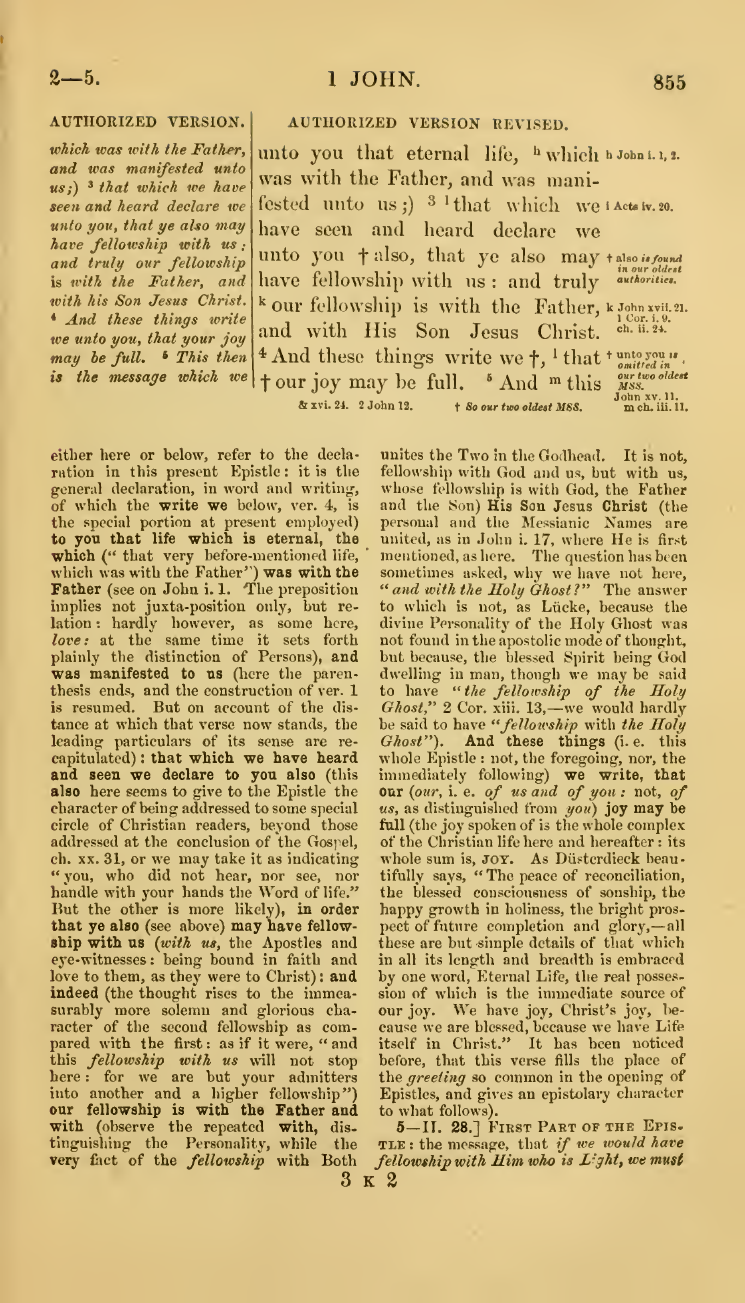 2—5.
1 JOHN.
855
AUTHORIZED VERSION.
which was with the Father,
and was manifested unto
us;) ³ that which we have
seen and heard declare we
unto you, that ye also may
have fellowship with us ;
and truly our fellowship
is with the Father, and
with his Son Jesus Christ.
⁴ And these things write
we unto you, that your joy
may be full. ⁵ This then
is the message which we
AUTHORIZED VERSION REVISED.
unto you that eternal life, ʰ which
was with the Father, and was mani-
fested unto us ;) ³ ¹ that which we
have seen and heard declare we
unto you † also, that ye also may
have fellowship with us : and truly
ᵏ our fellowship is with the Father,
and with His Son Jesus Christ.
⁴ And these things write we †, ¹ that
† our joy may be full. ⁵ And ᵐ this
h John i. 1, 2.
i Acts iv. 20.
† also is found
in our oldest
authorities.
k John xvii. 21.
1 Cor. i. 9.
ch. ii. 24.
† unto you is
omitted in
our two oldest
MSS.
John xv. 11.
& xvi. 24. 2 John 12.
† So our two oldest MSS.
m ch. iii. 11.
either here or below, refer to the decla-
ration in this present Epistle : it is the
general declaration, in word and writing,
of which the write we below, ver. 4, is
the special portion at present employed)
to you that life which is eternal, the
which (“ that very before-mentioned life,
which was with the Father”) was with the
Father (see on John i. 1. The preposition
implies not juxta-position only, but re-
lation : hardly however, as some here,
love: at the same time it sets forth
plainly the distinction of Persons), and
was manifested to us (here the paren-
thesis ends, and the construction of ver. 1
is resumed. But on account of the dis-
tance at which that verse now stands, the
leading particulars of its sense are re-
capitulated) : that which we have heard
and seen we declare to you also (this
also here seems to give to the Epistle the
character of being addressed to some special
circle of Christian readers, beyond those
addressed at the conclusion of the Gospel,
ch. xx. 31, or we may take it as indicating
“ you, who did not hear, nor see, nor
handle with your hands the Word of life.”
But the other is more likely), in order
that ye also (see above) may have fellow-
ship with us (with us, the Apostles and
eye-witnesses : being bound in faith and
love to them, as they were to Christ) : and
indeed (the thought rises to the immea-
surably more solemn and glorious cha-
racter of the second fellowship as com-
pared with the first : as if it were, “ and
this fellowship with us will not stop
here : for we are but your admitters
into another and a higher fellowship”)
our fellowship is with the Father and
with (observe the repeated with, dis-
tinguishing the Personality, while the
very fact of the fellowship with Both
unites the Two in the Godhead. It is not,
fellowship with God and us, but with us,
whose fellowship is with God, the Father
and the Son) His Son Jesus Christ (the
personal and the Messianic Names are
united, as in John i. 17, where He is first
mentioned, as here. The question has been
sometimes asked, why we have not here,
“ and with the Holy Ghost?” The answer
to which is not, as Lücke, because the
divine Personality of the Holy Ghost was
not found in the apostolic mode of thought,
but because, the blessed Spirit being God
dwelling in man, though we may be said
to have “ the fellowship of the Holy
Ghost,” 2 Cor. xiii. 13,—we would hardly
be said to have “ fellowship with the Holy
Ghost”). And these things (i. e. this
whole Epistle : not, the foregoing, nor, the
immediately following) we write, that
our (our, i. e. of us and of you : not, of
us, as distinguished from you) joy may be
full (the joy spoken of is the whole complex
of the Christian life here and hereafter : its
whole sum is, JOY. As Düsterdieck beau-
tifully says, “ The peace of reconciliation,
the blessed consciousness of sonship, the
happy growth in holiness, the bright pros-
pect of future completion and glory,—all
these are but simple details of that which
in all its length and breadth is embraced
by one word, Eternal Life, the real posses-
sion of which is the immediate source of
our joy. We have joy, Christ’s joy, be-
cause we are blessed, because we have Life
itself in Christ.” It has been noticed
before, that this verse fills the place of
the greeting so common in the opening of
Epistles, and gives an epistolary character
to what follows).
5—II. 28.] FIRST PART OF THE EPIS-
TLE : the message, that if we would have
fellowship with Him who is Light, we must
3 K 2